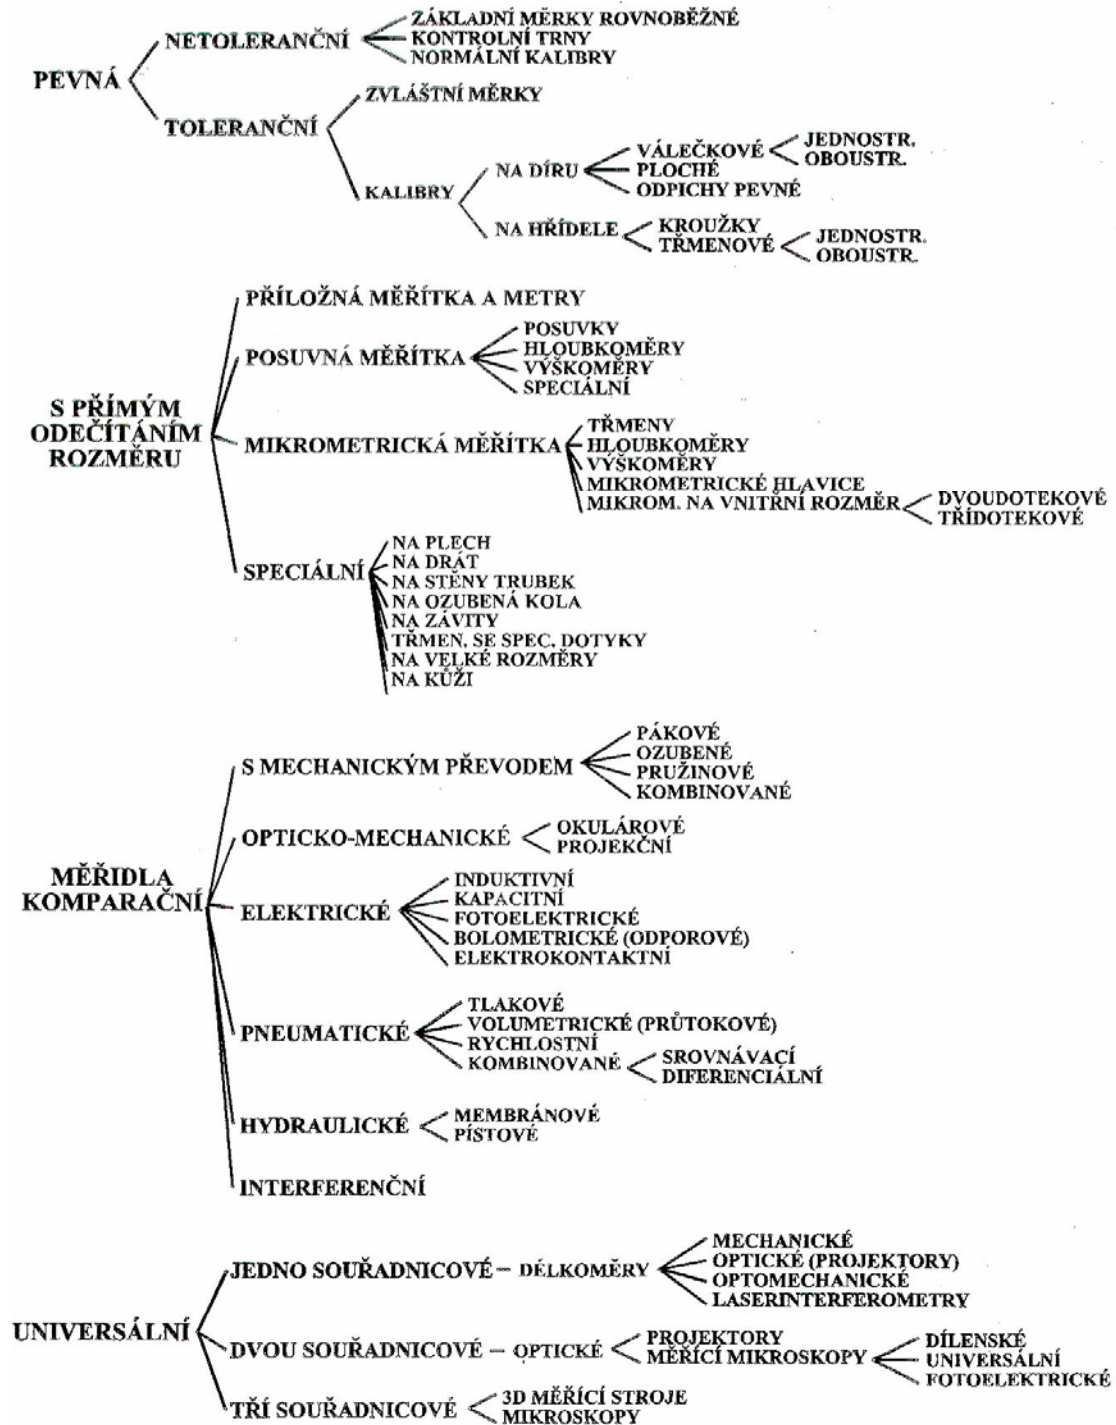 ZÁKLADNÍ MĚRKY ROVNOBĚŽNÉ
NETOLERANČNÍ
KONTROLNÍ TRNY
NORMÁLNÍ KALIBRY
PEVNÁ
ZVLÁŠTNÍ MĚRKY
TOLERANČNÍ
JEDNOSTR.
VÁLEČKOVÉ
OBOUSTR.
NA DÍRU
PLOCHÉ
KALIBRY
ODPICHY PEVNÉ
NA HŘÍDELE
KROUŽKY
TŘMENOVÉ
JEDNOSTR.
OBOUSTR.
PŘÍLOŽNÁ MĚŘÍTKA A METRY
POSUVKY
HLOUBKOMĚRY
POSUVNÁ MĚŘÍTKA
VÝŠKOMĚRY
SPECIÁLNÍ
S PŘÍMÝM
ODEČÍTÁNÍM
ROZMĚRU
TŘMENY
MIKROMETRICKÁ MĚŘÍTKA
HLOUBKOMĚRY
VÝŠKOMĚRY
MIKROMETRICKÉ HLAVICE
MIKROM. NA VNITŘNÍ ROZMĚR
DVOUDOTEKOVÉ
TŘÍDOTEKOVÉ
NA PLECH
NA DRÁT
SPECIÁLNÍ
NA STĚNY TRUBEK
NA OZUBENÁ KOLA
NA ZÁVITY
TŘMEN. SE SPEC. DOTYKY
NA VELKÉ ROZMĚRY
NA KŮŽI
PÁKOVÉ
OZUBENÉ
S MECHANICKÝM PŘEVODEM
PRUŽINOVÉ
KOMBINOVANÉ
OKULÁROVÉ
OPTICKO-MECHANICKÉ
PROJEKČNÍ
MĚŘIDLA
KOMPARAČNÍ
INDUKTIVNÍ
KAPACITNÍ
ELEKTRICKÉ
FOTOELEKTRICKÉ
BOLOMETRICKÉ (ODPOROVÉ)
ELEKTROKONTAKTNÍ
TLAKOVÉ
VOLUMETRICKÉ (PRŮTOKOVÉ)
PNEUMATICKÉ
RYCHLOSTNÍ
KOMBINOVANÉ
SROVNÁVACÍ
DIFERENCIÁLNÍ
MEMBRÁNOVÉ
HYDRAULICKÉ
PÍSTOVÉ
INTERFERENČNÍ
MECHANICKÉ
OPTICKÉ (PROJEKTORY)
JEDNO SOUŘADNICOVÉ – DÉLKOMĚRY
OPTOMECHANICKÉ
LASERINTERFEROMETRY
UNIVERSÁLNÍ
PROJEKTORY
DÍLENSKÉ
DVOU SOUŘADNICOVÉ – OPTICKÉ
MĚŘÍCÍ MIKROSKOPY
UNIVERSÁLNÍ
FOTOELEKTRICKÉ
3D MĚŘÍCÍ STROJE
TŘÍ SOUŘADNICOVÉ
MIKROSKOPY